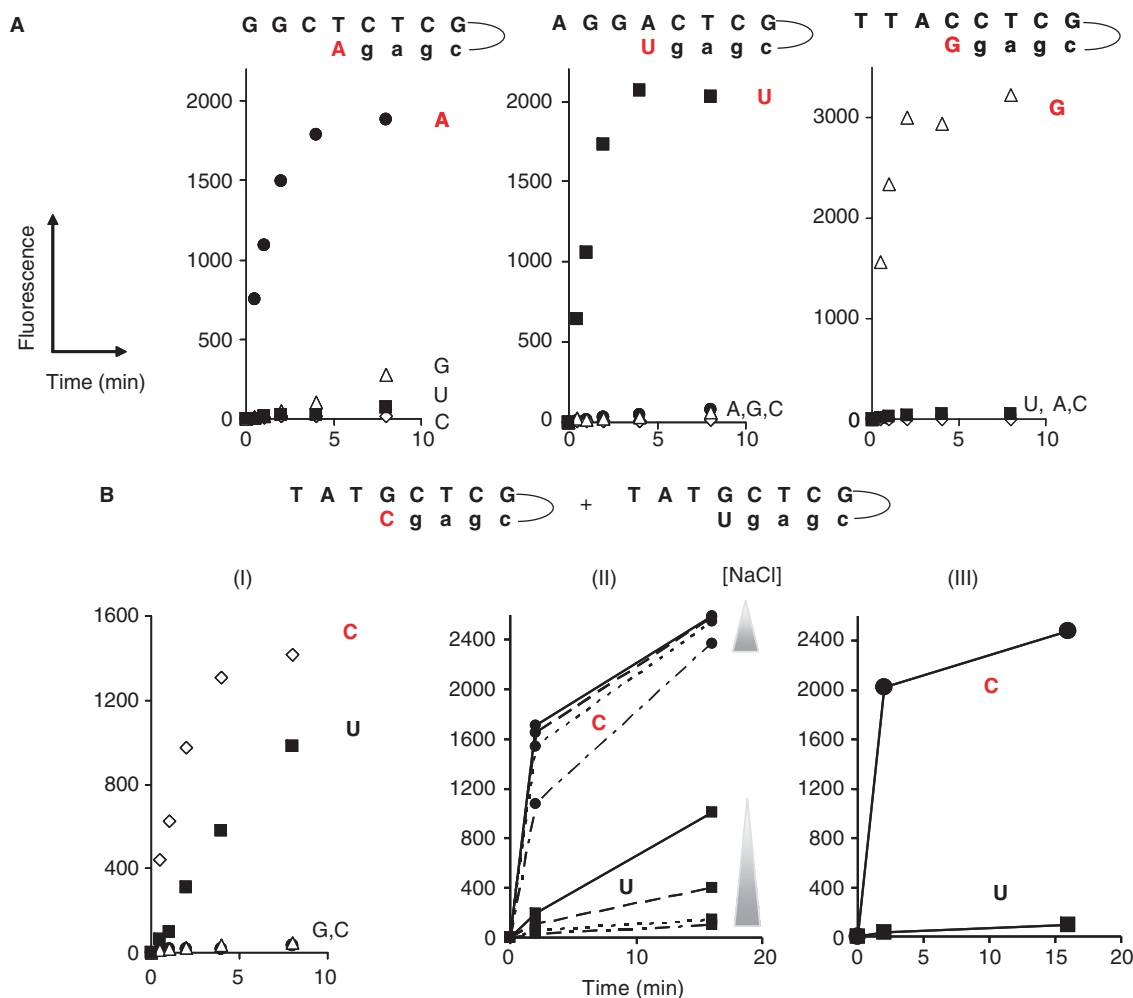 A
G G C T C T C G
A g a g c
A G G A C T C G
U g a g c
T T A C C T C G
G g a g c
Fluorescence
Time (min)
2000
1500
1000
500
0
0 5 10
A
G
U
C
2000
1500
1000
500
0
0 5 10
U
A,G,C
3000
2000
1000
0
0 5 10
G
U, A,C
B
T A T G C T C G
C g a g c
+
T A T G C T C G
U g a g c
(I)
1600
1200
800
400
0
0 5 10
C
U
G,C
(II)
[NaCl]
2400
2000
1600
1200
800
400
0
0 10 20
C
U
Time (min)
(III)
2400
2000
1600
1200
800
400
0
0 5 10 15 20
C
U